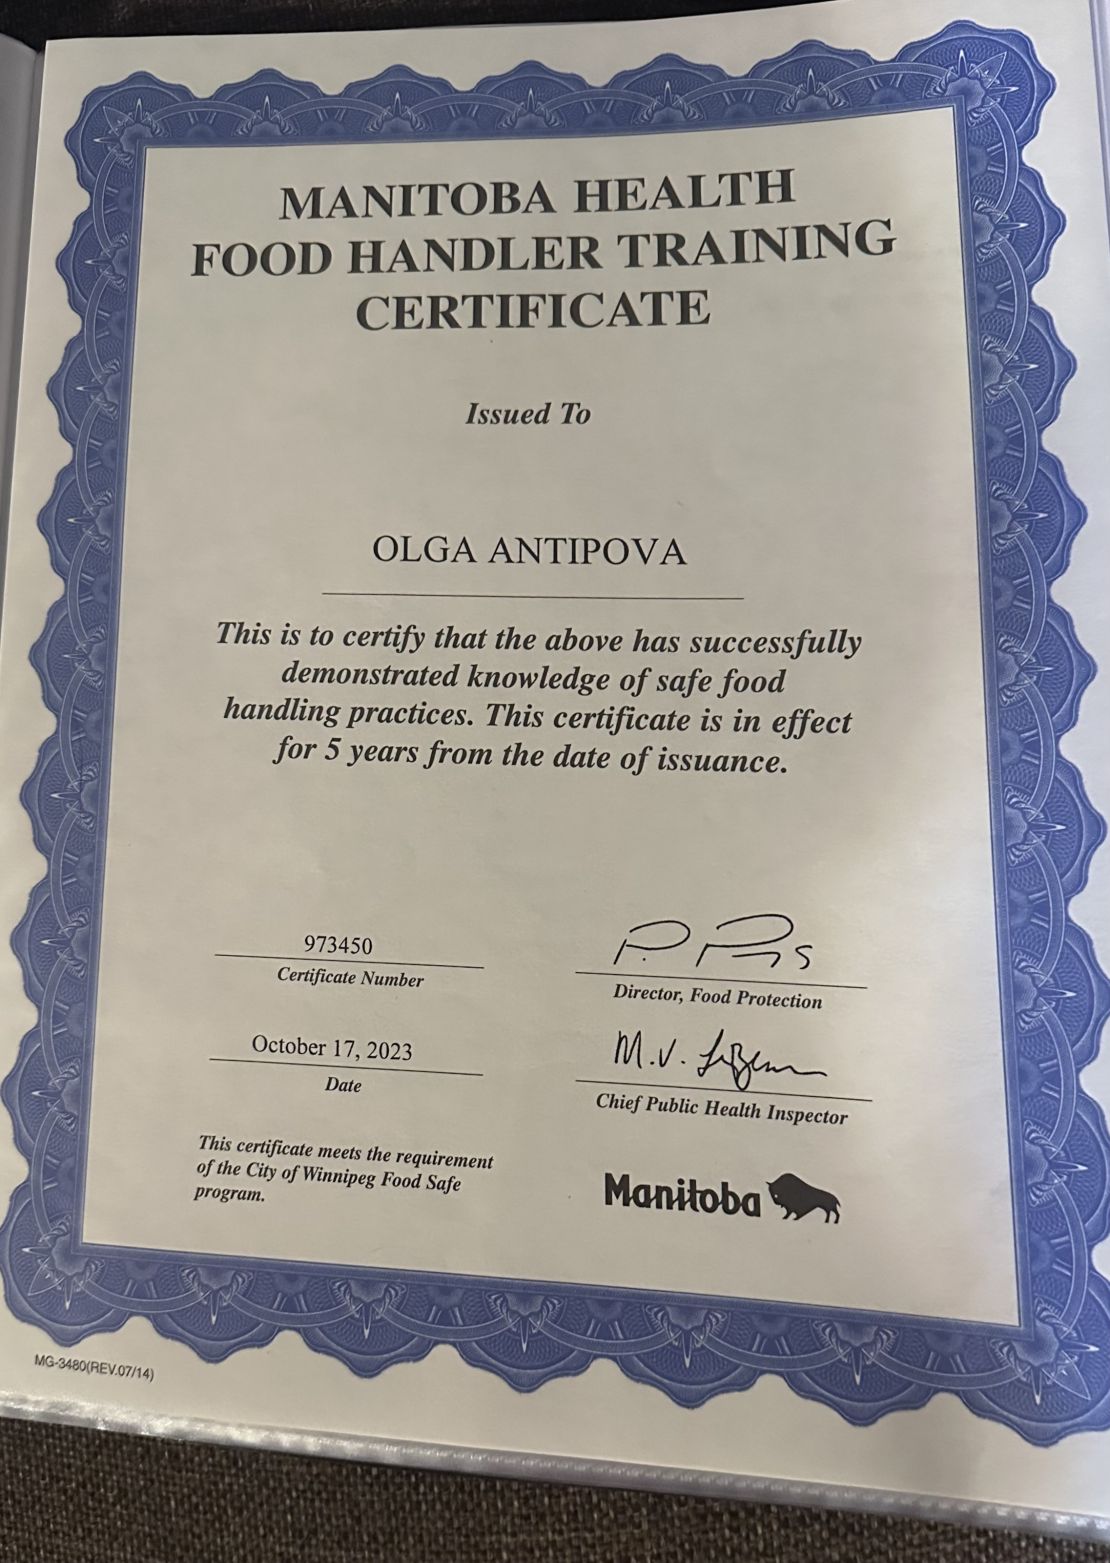 MANITOBA HEALTH
FOOD HANDLER TRAINING
CERTIFICATE
Issued To
OLGA ANTIPOVA
This is to certify that the above has successfully
demonstrated knowledge of safe food
handling practices. This certificate is in effect
for 5 years from the date of issuance.
973450
Certificate Number
October 17, 2023
Date
This certificate meets the requirement
of the City of Winnipeg Food Safe
program.
Director, Food Protection
M.V.
Chief Public Health Inspector
Manitoba
MG-3480(REV.07/14)